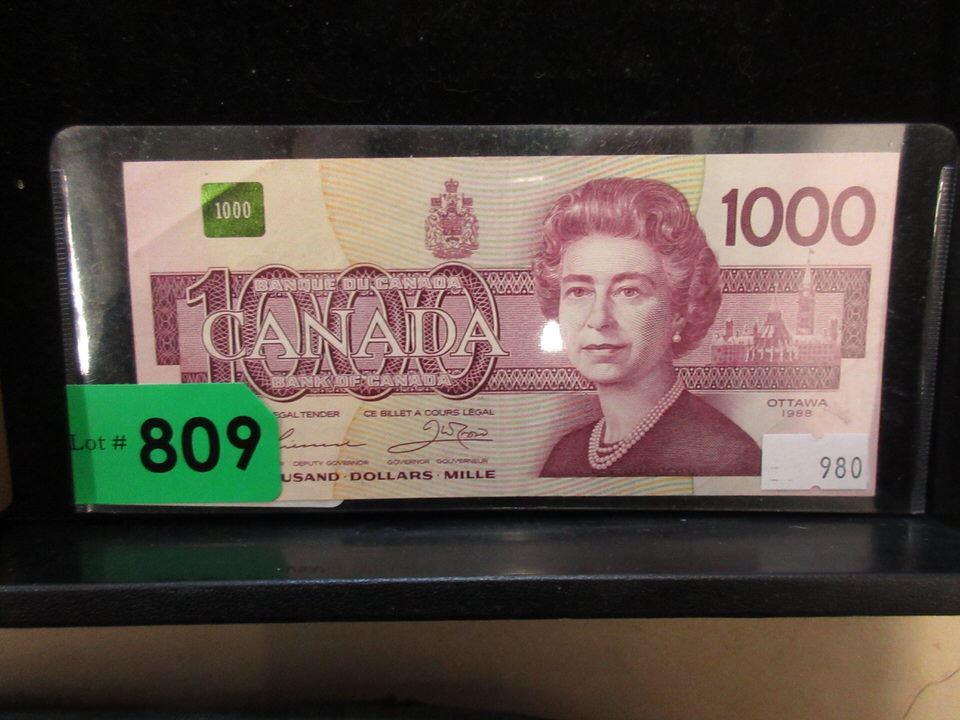 1000
1000
1000
BANQUE DU CANADA
CANADA
BANK OF CANADA
OTTAWA
1988
EGAL TENDER CE BILLET A COURS LÉGAL
DEPUTY GOVERNOR GOVERNOR GOUVERNEUR
USAND · DOLLARS · MILLE
Lot # 809
980